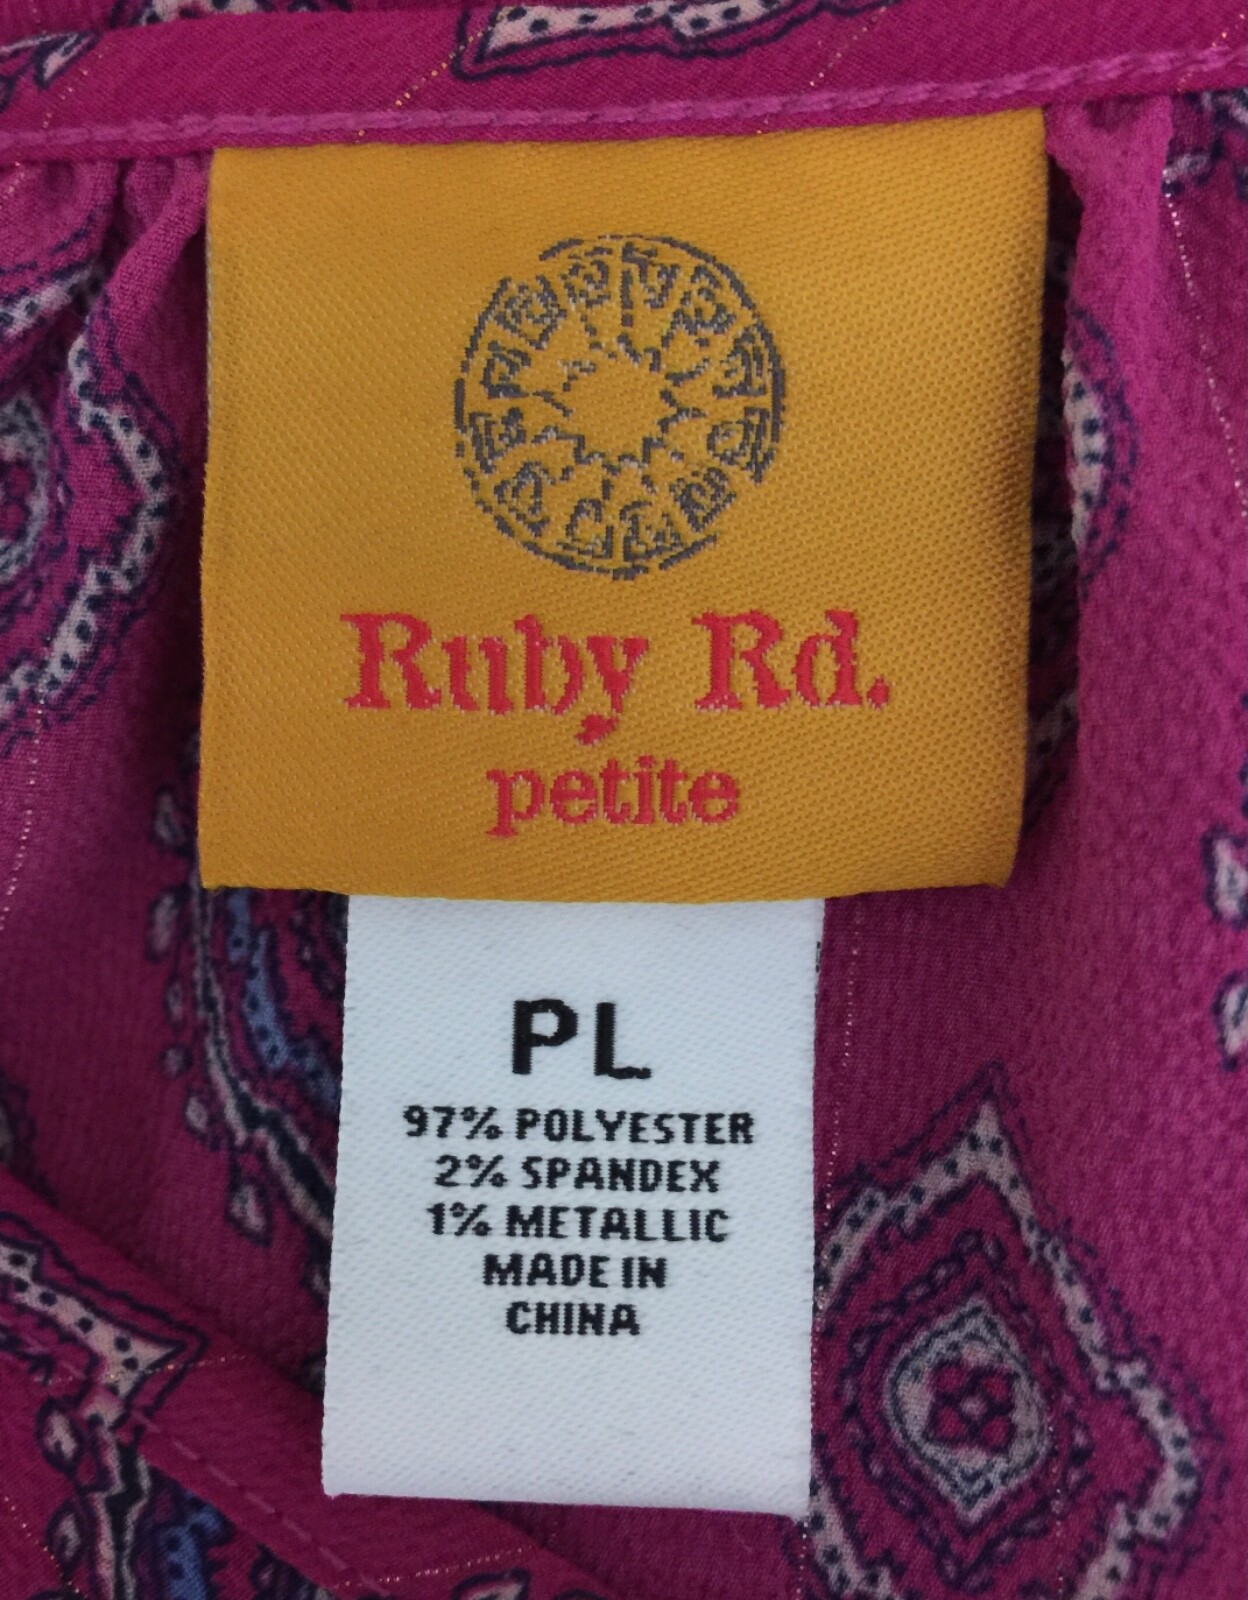 Ruby Rd.
petite
PL
97% POLYESTER
2% SPANDEX
1% METALLIC
MADE IN
CHINA